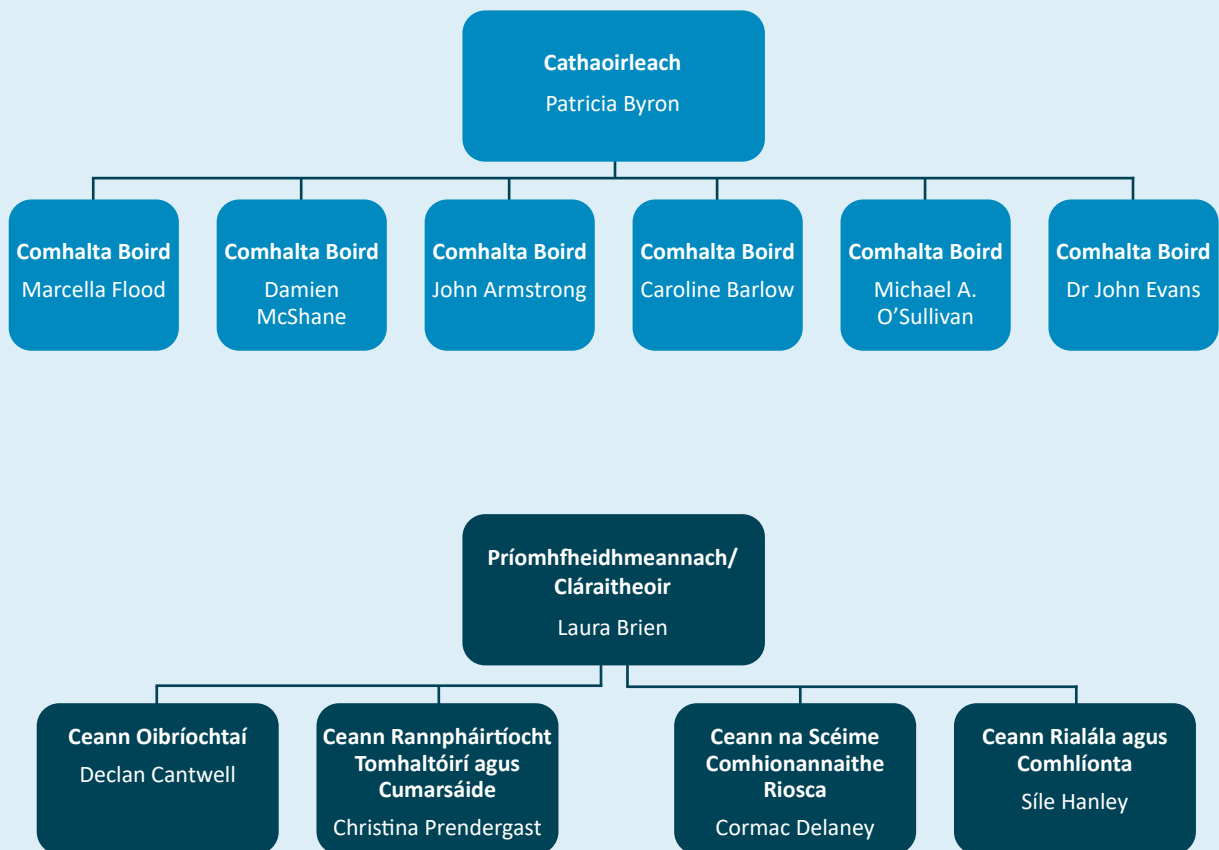 Cathaoirleach
Patricia Byron
Comhalta Boird
Marcella Flood
Comhalta Boird
Damien
McShane
Comhalta Boird
John Armstrong
Comhalta Boird
Caroline Barlow
Comhalta Boird
Michael A.
O’Sullivan
Comhalta Boird
Dr John Evans
Príomhfheidhmeannach/
Cláraitheoir
Laura Brien
Ceann Oibríochtaí
Declan Cantwell
Ceann Rannpháirtíocht
Tomhaltóirí agus
Cumarsáide
Christina Prendergast
Ceann na Scéime
Comhionannaithe
Riosca
Cormac Delaney
Ceann Rialála agus
Comhlíonta
Síle Hanley